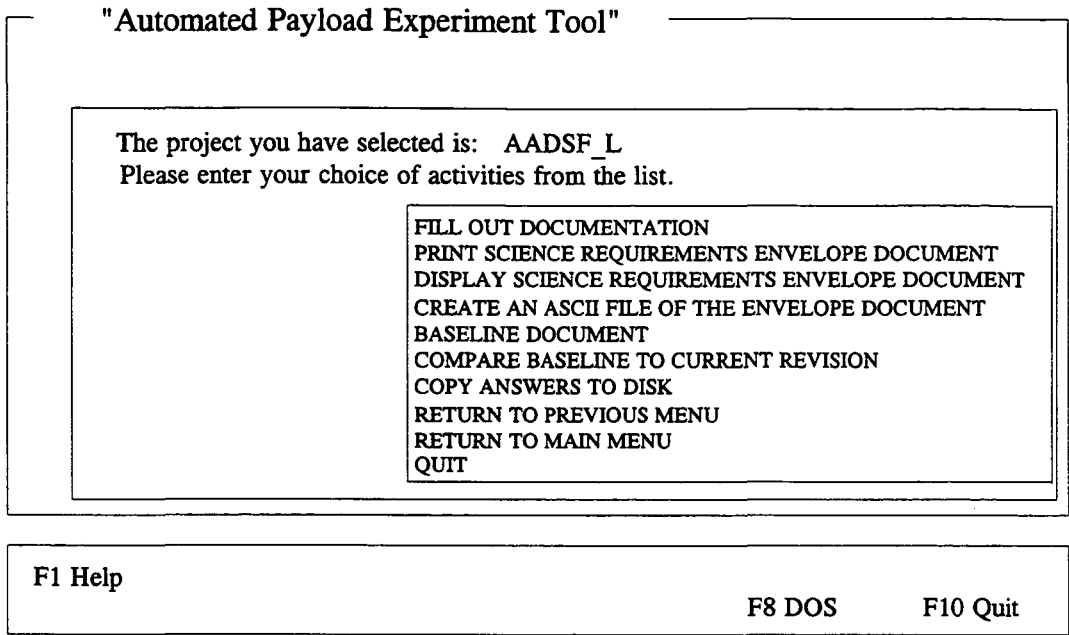 "Automated Payload Experiment Tool"
The project you have selected is: AADSF_L
Please enter your choice of activities from the list.
FILL OUT DOCUMENTATION
PRINT SCIENCE REQUIREMENTS ENVELOPE DOCUMENT
DISPLAY SCIENCE REQUIREMENTS ENVELOPE DOCUMENT
CREATE AN ASCII FILE OF THE ENVELOPE DOCUMENT
BASELINE DOCUMENT
COMPARE BASELINE TO CURRENT REVISION
COPY ANSWERS TO DISK
RETURN TO PREVIOUS MENU
RETURN TO MAIN MENU
QUIT
F1 Help
F8 DOS F10 Quit